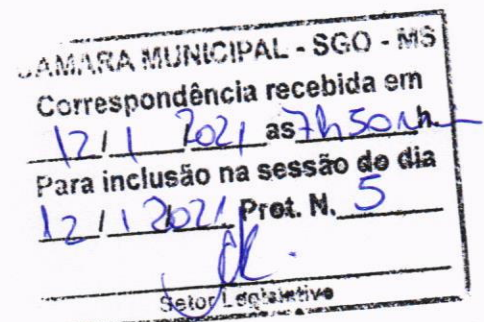 CAMARA MUNICIPAL - SGO - MS
Correspondência recebida em
12/1/2021 as 7h50 h.
Para inclusão na sessão do dia
12/1/2021 Prot. N. 5
Setor Legislativo